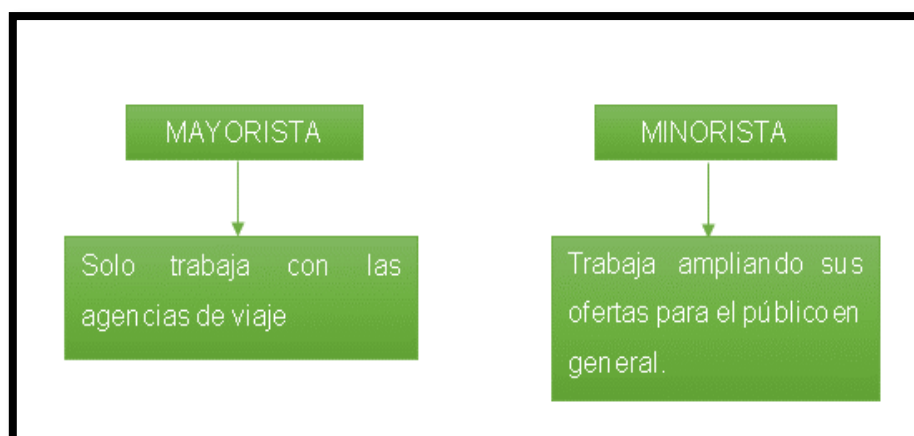 MAYORISTA
Solo trabaja con las
agencias de viaje
MINORISTA
Trabaja ampliando sus
ofertas para el público en
general.